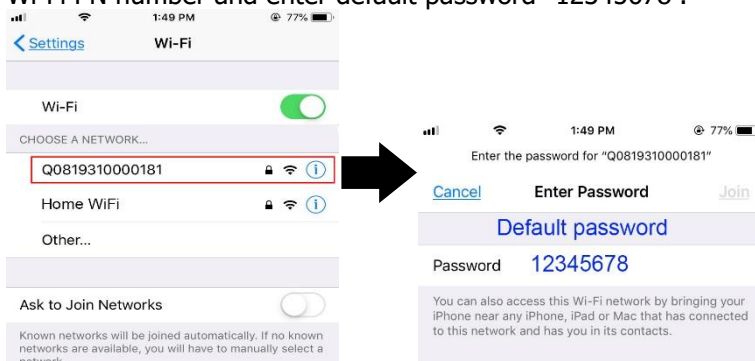 Wi-Fi PN number and enter default password "12345678".
1:49 PM
77%
Settings
Wi-Fi
Wi-Fi
CHOOSE A NETWORK...
Q0819310000181
Home WiFi
Other...
Ask to Join Networks
Known networks will be joined automatically. If no known
networks are available, you will have to manually select a
network.
1:49 PM
77%
Enter the password for “Q0819310000181”
Cancel
Enter Password
Join
Default password
Password 12345678
You can also access this Wi-Fi network by bringing your
iPhone near any iPhone, iPad or Mac that has connected
to this network and has you in its contacts.